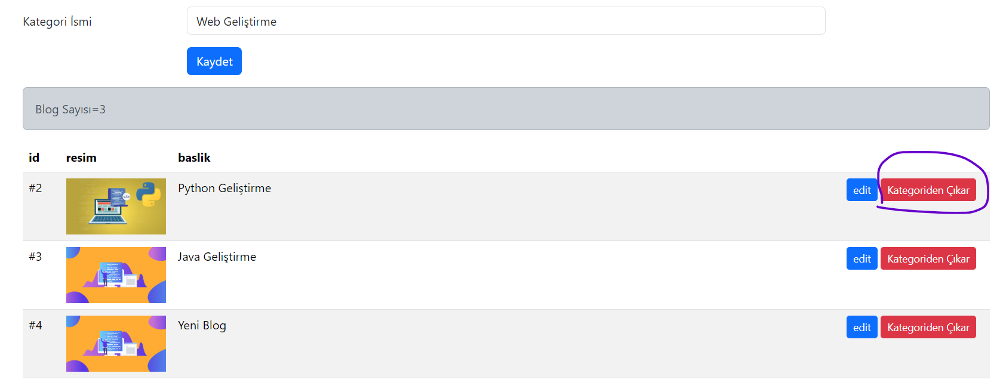 Kategori İsmi Web Geliştirme
Kaydet
Blog Sayısı=3
id resim baslik
#2 Python Geliştirme edit Kategoriden Çıkar
#3 Java Geliştirme edit Kategoriden Çıkar
#4 Yeni Blog edit Kategoriden Çıkar